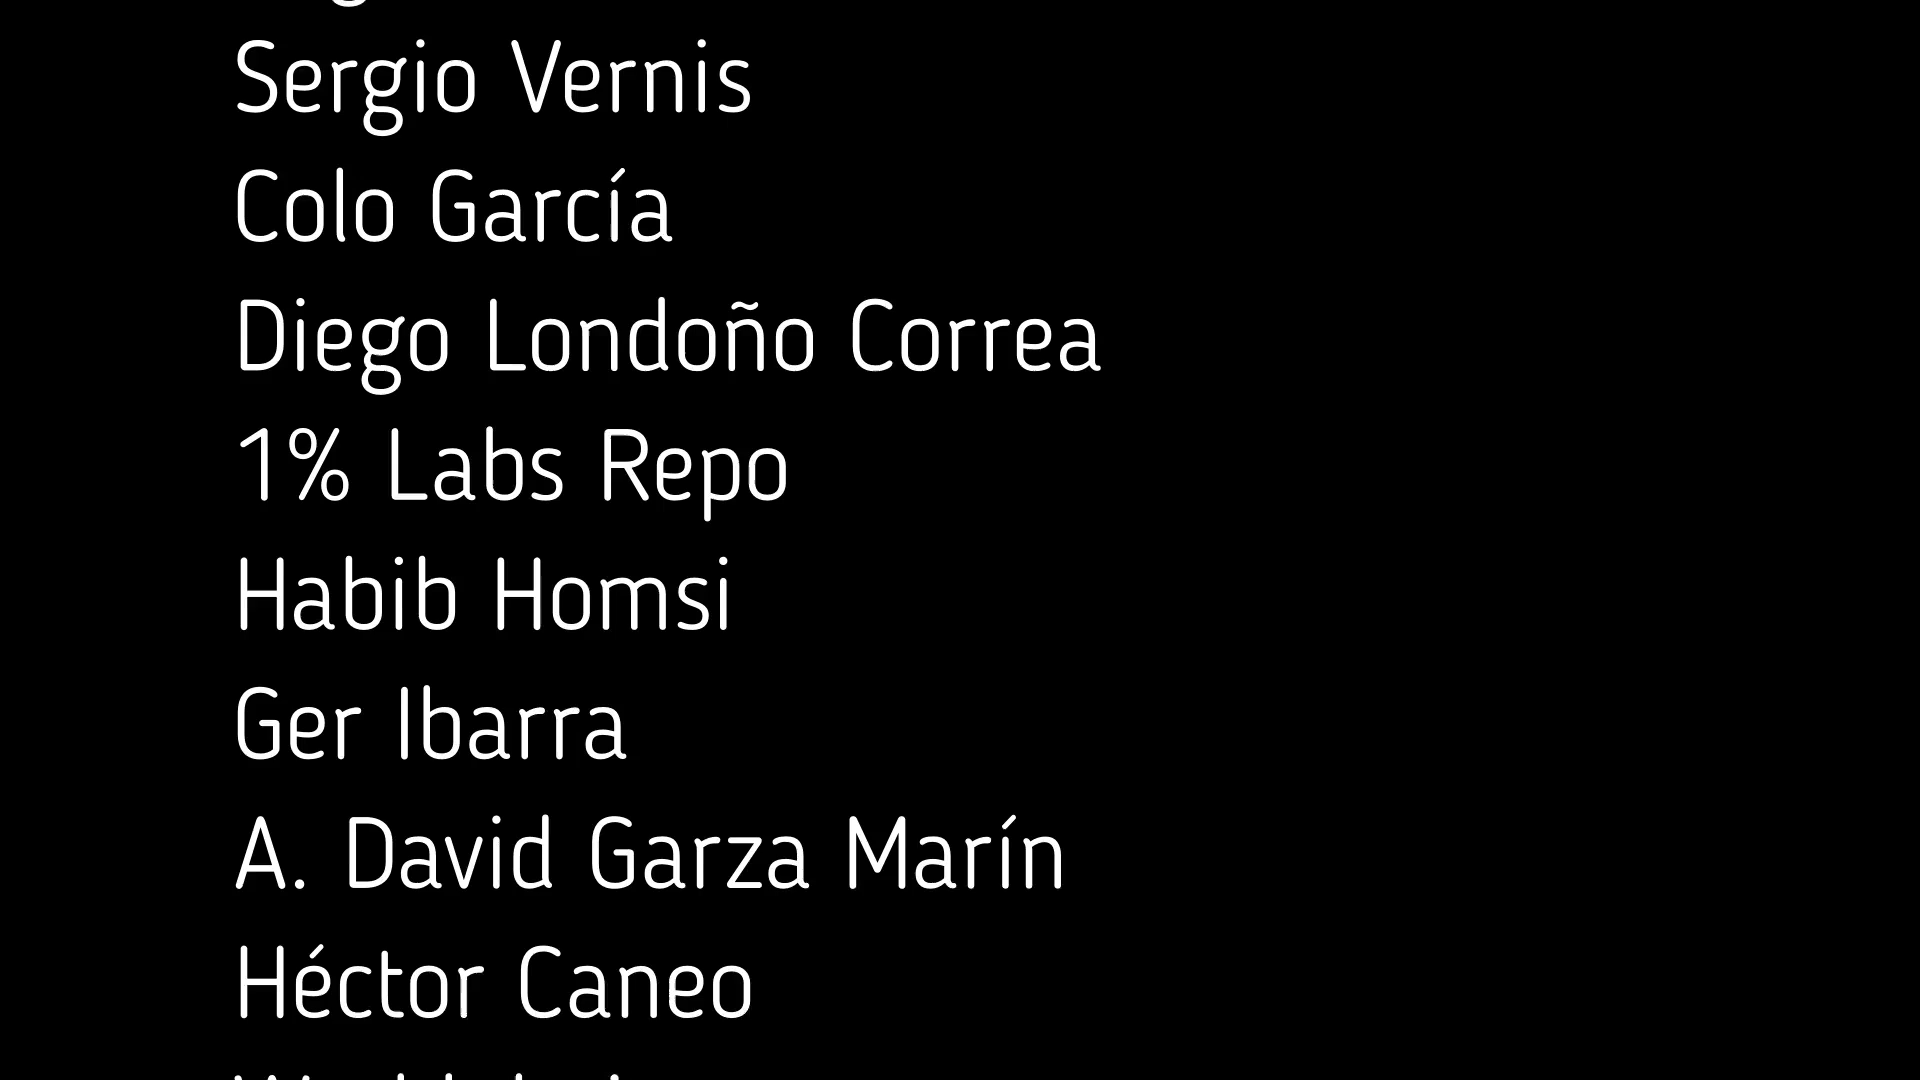 Sergio Vernis
Colo García
Diego Londoño Correa
1% Labs Repo
Habib Homsi
Ger Ibarra
A. David Garza Marín
Héctor Caneo